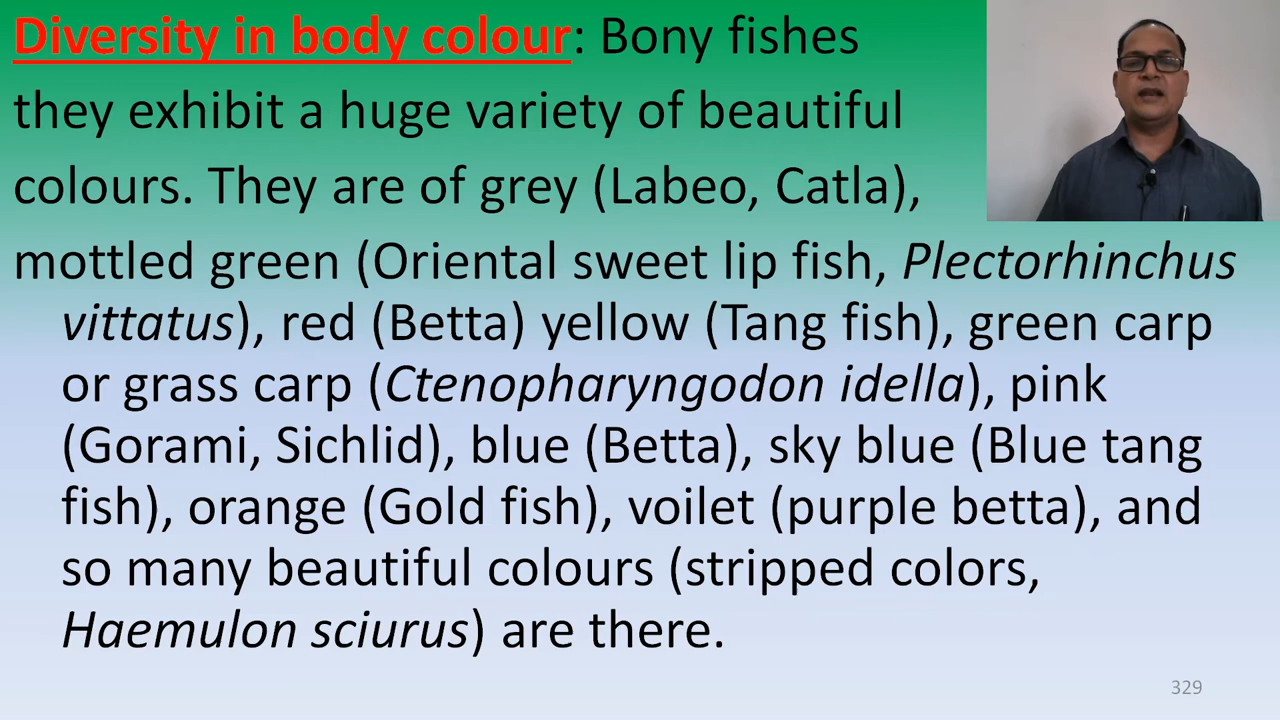 Diversity in body colour: Bony fishes
they exhibit a huge variety of beautiful
colours. They are of grey (Labeo, Catla),
mottled green (Oriental sweet lip fish, Plectorhinchus
vittatus), red (Betta) yellow (Tang fish), green carp
or grass carp (Ctenopharyngodon idella), pink
(Gorami, Sichlid), blue (Betta), sky blue (Blue tang
fish), orange (Gold fish), voilet (purple betta), and
so many beautiful colours (stripped colors,
Haemulon sciurus) are there.
329